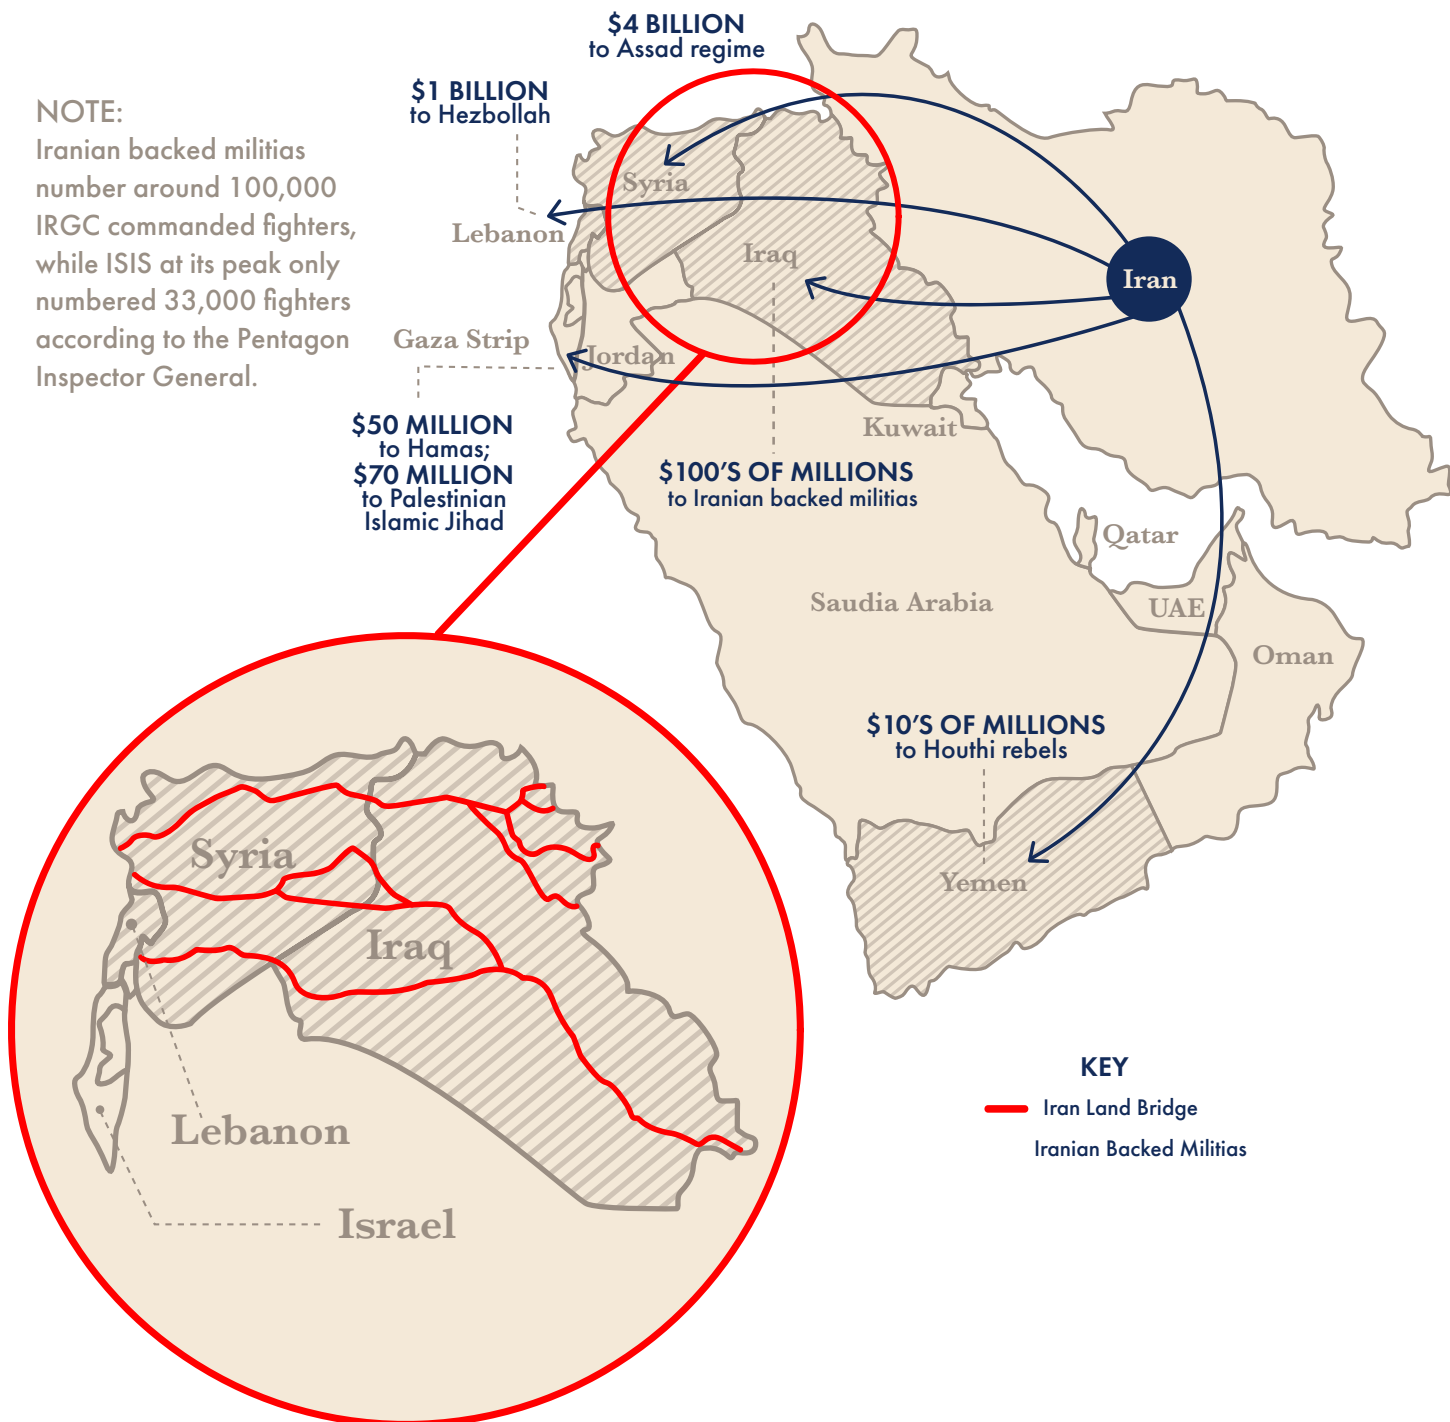 $4 BILLION
to Assad regime
$1 BILLION
to Hezbollah
NOTE:
Iranian backed militias
number around 100,000
IRGC commanded fighters,
while ISIS at its peak only
numbered 33,000 fighters
according to the Pentagon
Inspector General.
Syria
Lebanon
Iraq
Iran
Gaza Strip
Jordan
$50 MILLION
to Hamas;
$70 MILLION
to Palestinian
Islamic Jihad
Kuwait
$100'S OF MILLIONS
to Iranian backed militias
Qatar
Saudia Arabia
UAE
Oman
$10'S OF MILLIONS
to Houthi rebels
Yemen
Syria
Iraq
Lebanon
Israel
KEY
Iran Land Bridge
Iranian Backed Militias